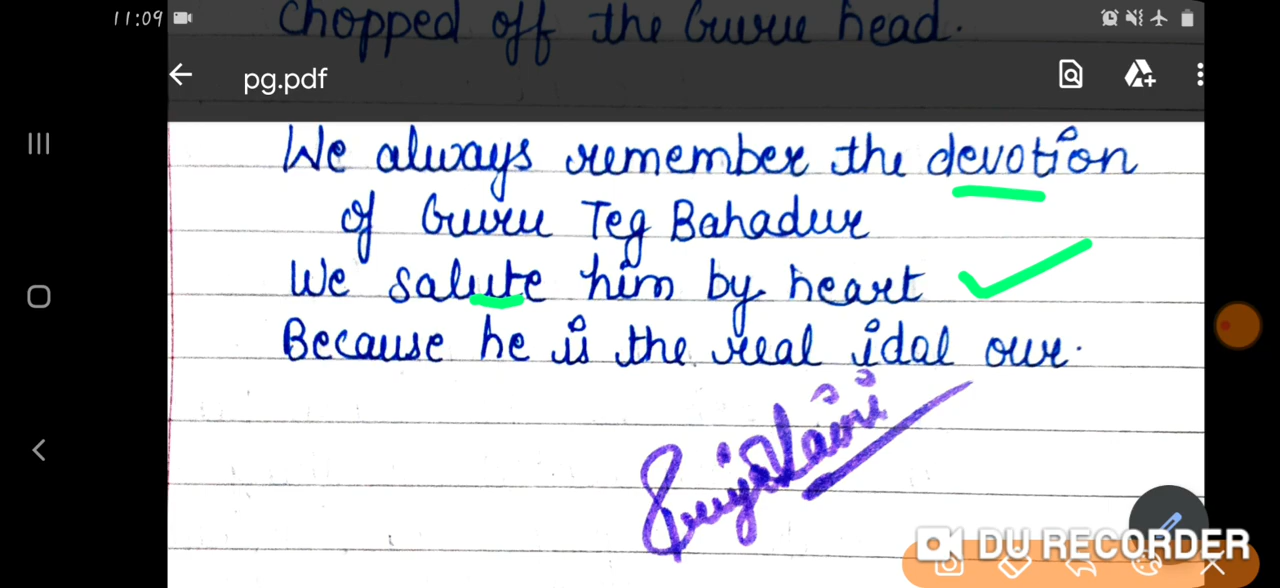 11:09
Chopped off the Guru head.
pg.pdf
We always remember the devotion
of Guru Teg Bahadur
We salute him by heart
Because he is the real idal our.
DU RECORDER